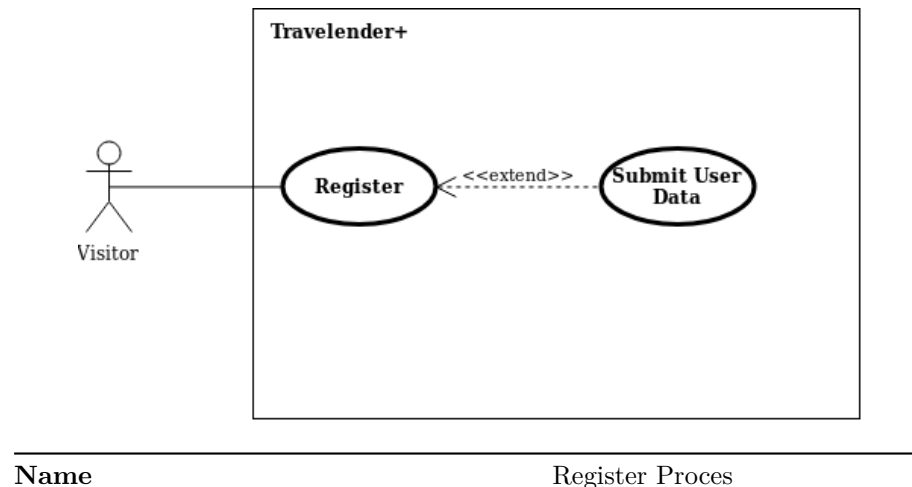 Travelender+
Register
<<extend>>
Submit User
Data
Visitor
Name Register Proces